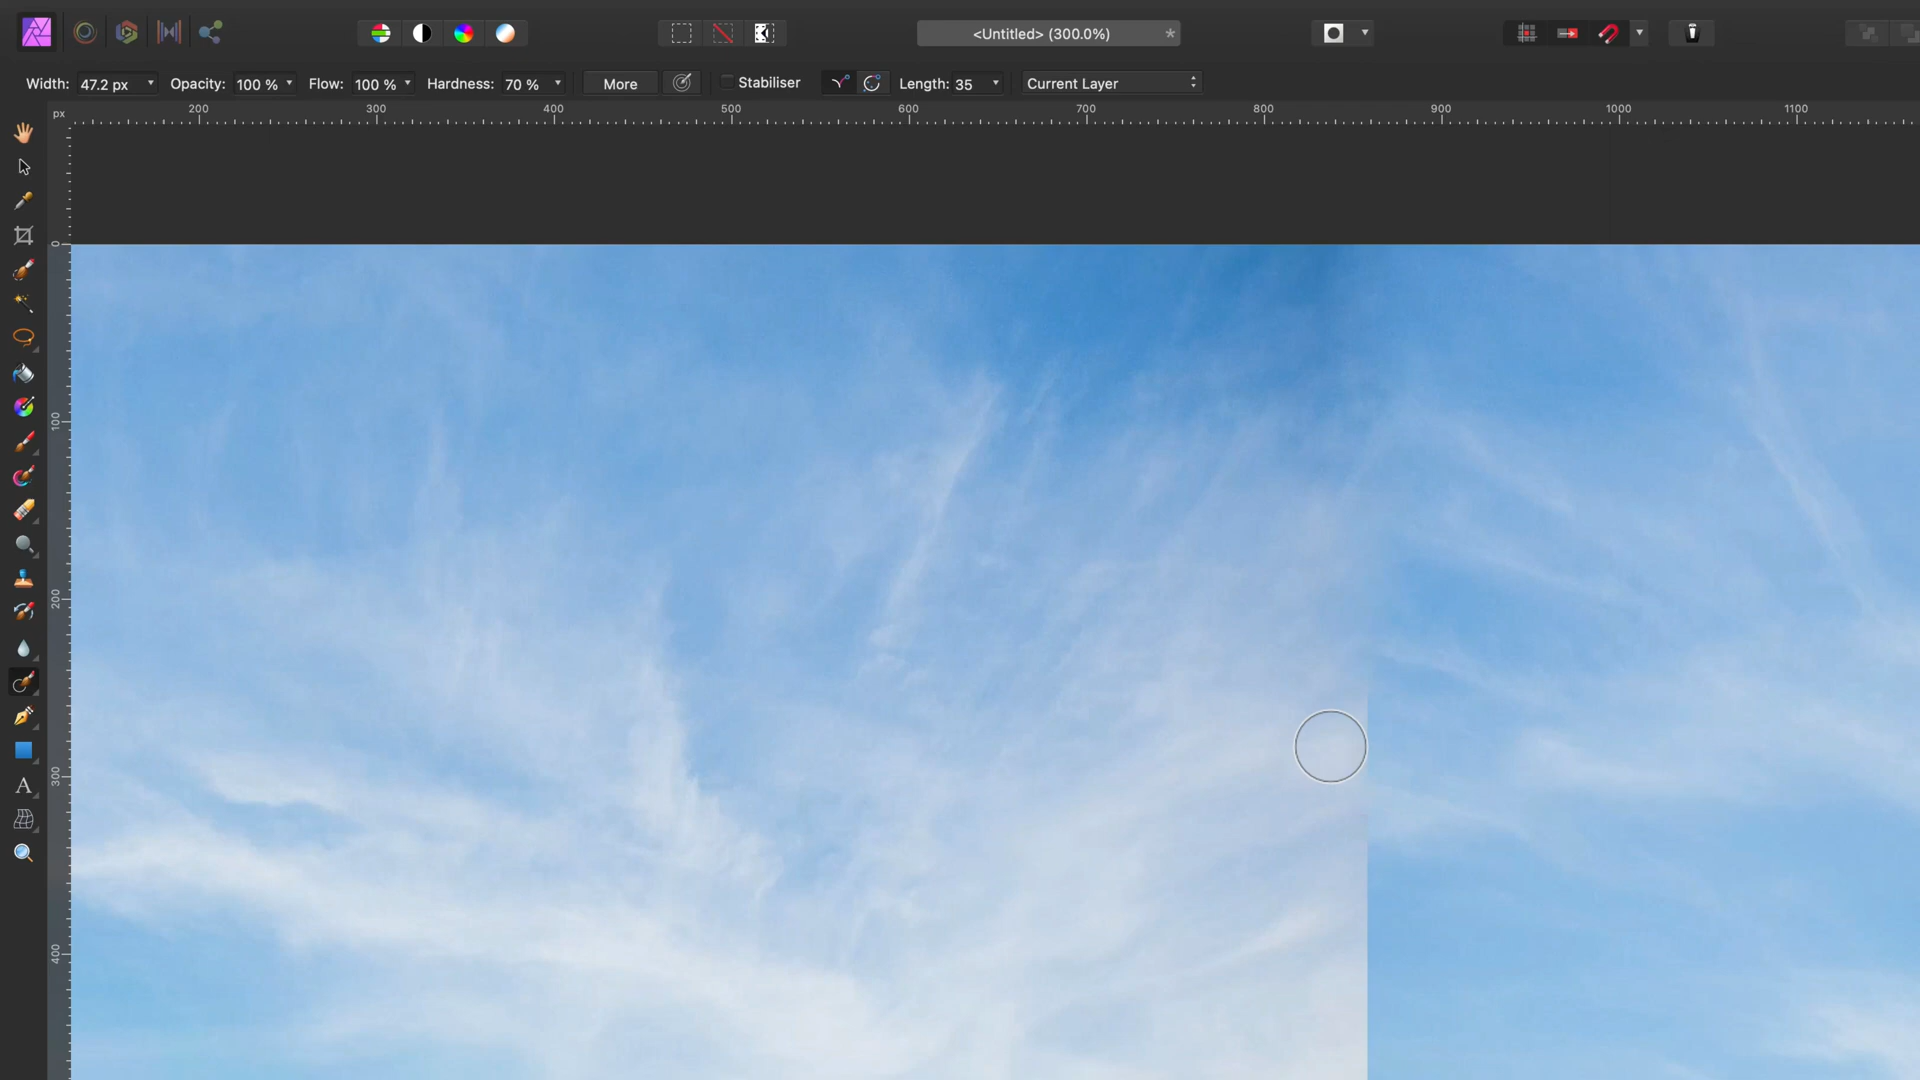 <Untitled> (300.0%) *
Width: 47.2 px Opacity: 100 % Flow: 100 % Hardness: 70 % More Stabiliser Length: 35 Current Layer
px 200 300 400 500 600 700 800 900 1000 1100
0
100
200
300
400
A